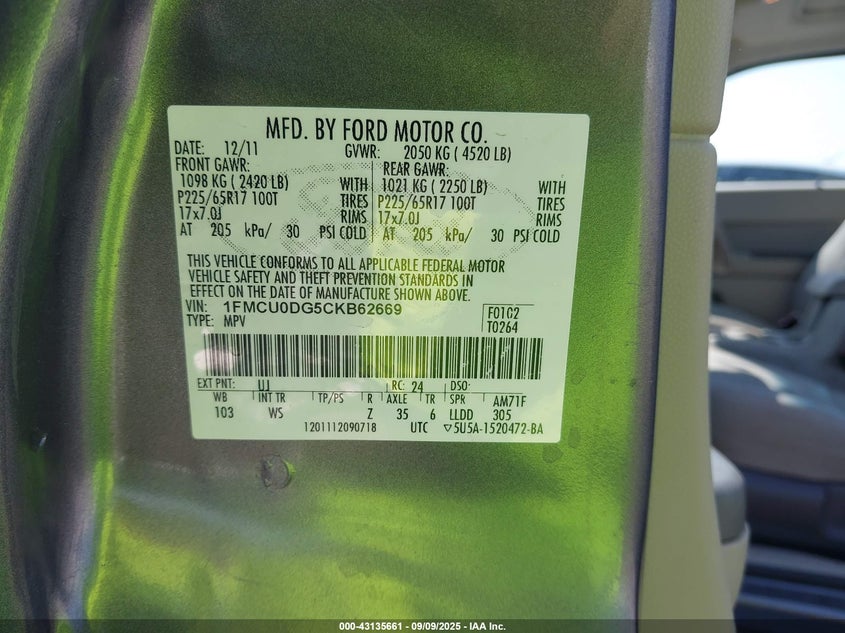 MFD. BY FORD MOTOR CO.
DATE: 12/11 GVWR: 2050 KG ( 4520 LB)
FRONT GAWR: REAR GAWR:
1098 KG ( 2420 LB) WITH 1021 KG ( 2250 LB) WITH
P225/65R17 100T TIRES P225/65R17 100T TIRES
17x7.0J RIMS 17x7.0J RIMS
AT 205 kPa/ 30 PSI COLD AT 205 kPa/ 30 PSI COLD
THIS VEHICLE CONFORMS TO ALL APPLICABLE FEDERAL MOTOR
VEHICLE SAFETY AND THEFT PREVENTION STANDARDS IN
EFFECT ON THE DATE OF MANUFACTURE SHOWN ABOVE.
VIN: 1FMCU0DG5CKB62669 F01C2
TYPE: MPV T0264
EXT PNT: UJ RC: 24 DSO:
WB INT TR TP/PS R AXLE TR SPR AM71F
103 WS Z 35 6 LLDD 305
1201112090718 UTC ▽5U5A-1520472-BA
000-43135661 - 09/09/2025 - IAA Inc.